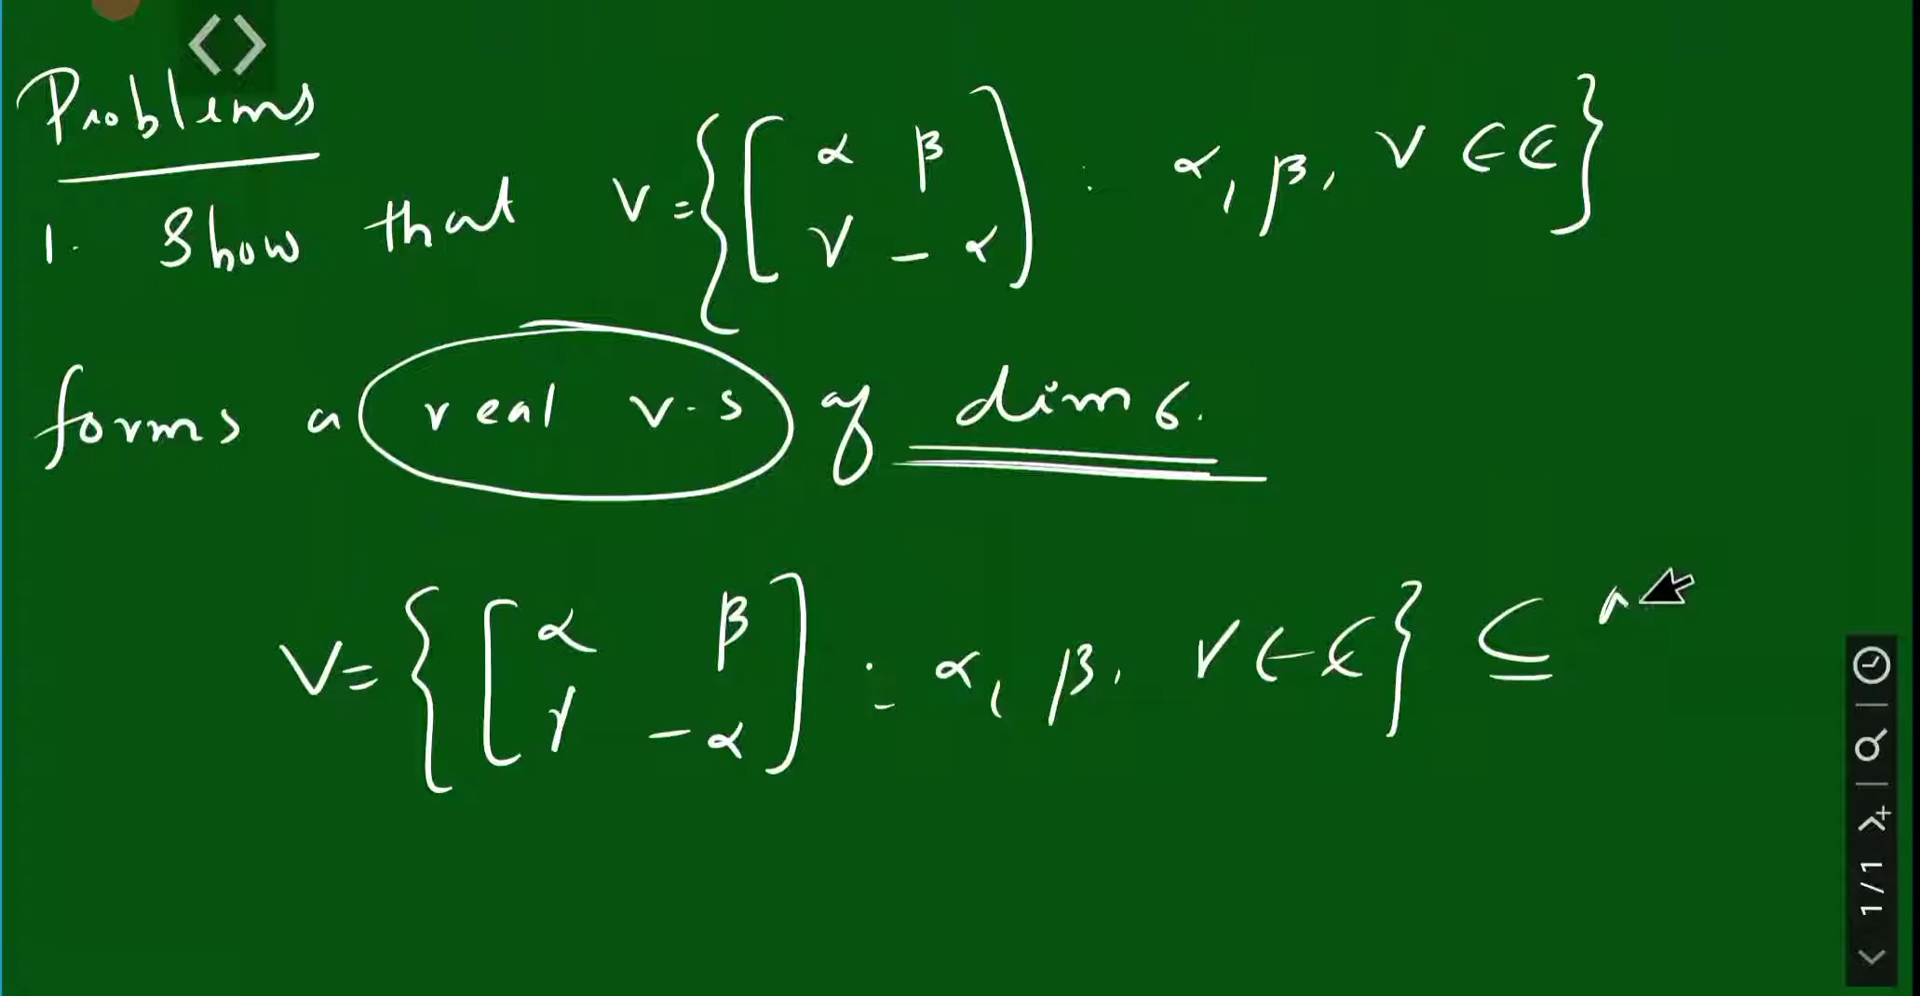 Problems
1. Show that V = { [ α β ; γ -α ] : α, β, γ ∈ ℂ }
forms a real v.s of dim 6.
V = { [ α β ; γ -α ] : α, β, γ ∈ ℂ } ⊆
1/1